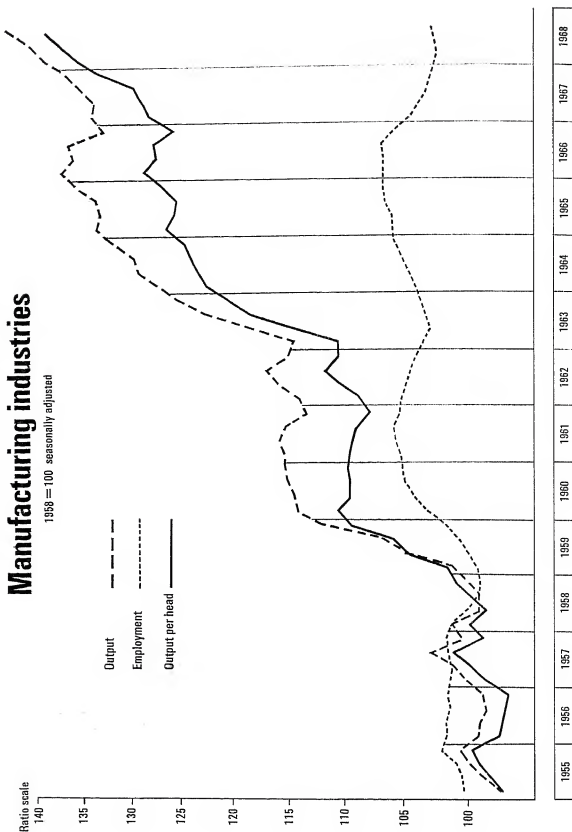 Manufacturing industries
1958=100 seasonally adjusted
Ratio scale
140
135
130
125
120
115
110
105
100
Output
Employment
Output per head
1955 1956 1957 1958 1959 1960 1961 1962 1963 1964 1965 1966 1967 1968